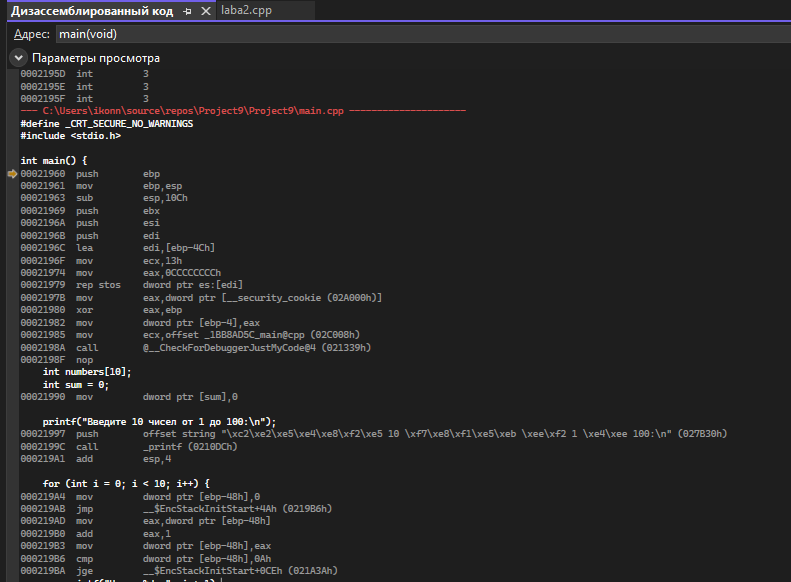 Дизассемблированный код laba2.cpp
Адрес: main(void)
Параметры просмотра
0002195D int 3
0002195E int 3
0002195F int 3
--- C:\Users\ikonn\source\repos\Project9\Project9\main.cpp ---------------------
#define _CRT_SECURE_NO_WARNINGS
#include <stdio.h>
int main() {
00021960 push ebp
00021961 mov ebp,esp
00021963 sub esp,10Ch
00021969 push ebx
0002196A push esi
0002196B push edi
0002196C lea edi,[ebp-4Ch]
0002196F mov ecx,13h
00021974 mov eax,0CCCCCCCCh
00021979 rep stos dword ptr es:[edi]
0002197B mov eax,dword ptr [__security_cookie (02A000h)]
00021980 xor eax,ebp
00021982 mov dword ptr [ebp-4],eax
00021985 mov ecx,offset _1BB8AD5C_main@cpp (02C008h)
0002198A call @__CheckForDebuggerJustMyCode@4 (021339h)
0002198F nop
int numbers[10];
int sum = 0;
00021990 mov dword ptr [sum],0
printf("Введите 10 чисел от 1 до 100:\n");
00021997 push offset string "\xc2\xe2\xe5\xe4\xe8\xf2\xe5 10 \xf7\xe8\xf1\xe5\xeb \xee\xf2 1 \xe4\xee 100:\n" (027B30h)
0002199C call _printf (0210DCh)
000219A1 add esp,4
for (int i = 0; i < 10; i++) {
000219A4 mov dword ptr [ebp-48h],0
000219AB jmp __$EncStackInitStart+4Ah (0219B6h)
000219AD mov eax,dword ptr [ebp-48h]
000219B0 add eax,1
000219B3 mov dword ptr [ebp-48h],eax
000219B6 cmp dword ptr [ebp-48h],0Ah
000219BA jge __$EncStackInitStart+0CEh (021A3Ah)